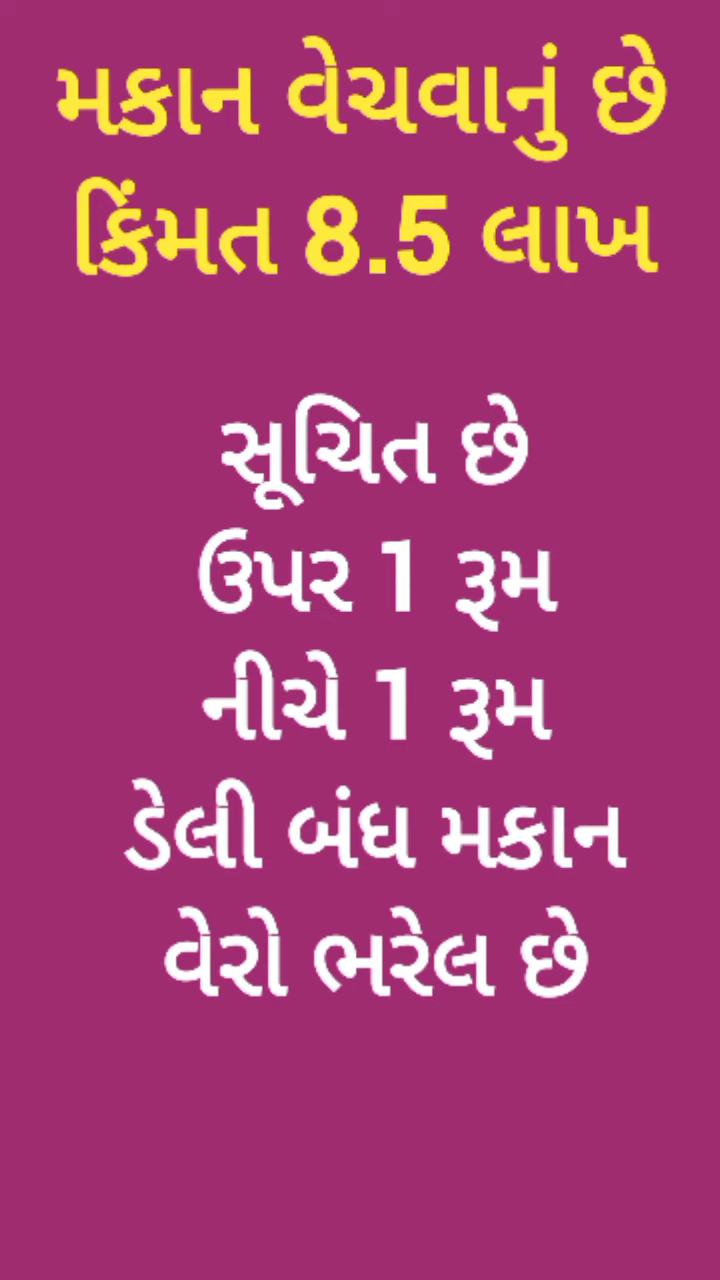 મકાન વેચવાનું છે
કિંમત 8.5 લાખ
સૂચિત છે
ઉપર 1 રૂમ
નીચે 1 રૂમ
ડેલી બંધ મકાન
વેરો ભરેલ છે